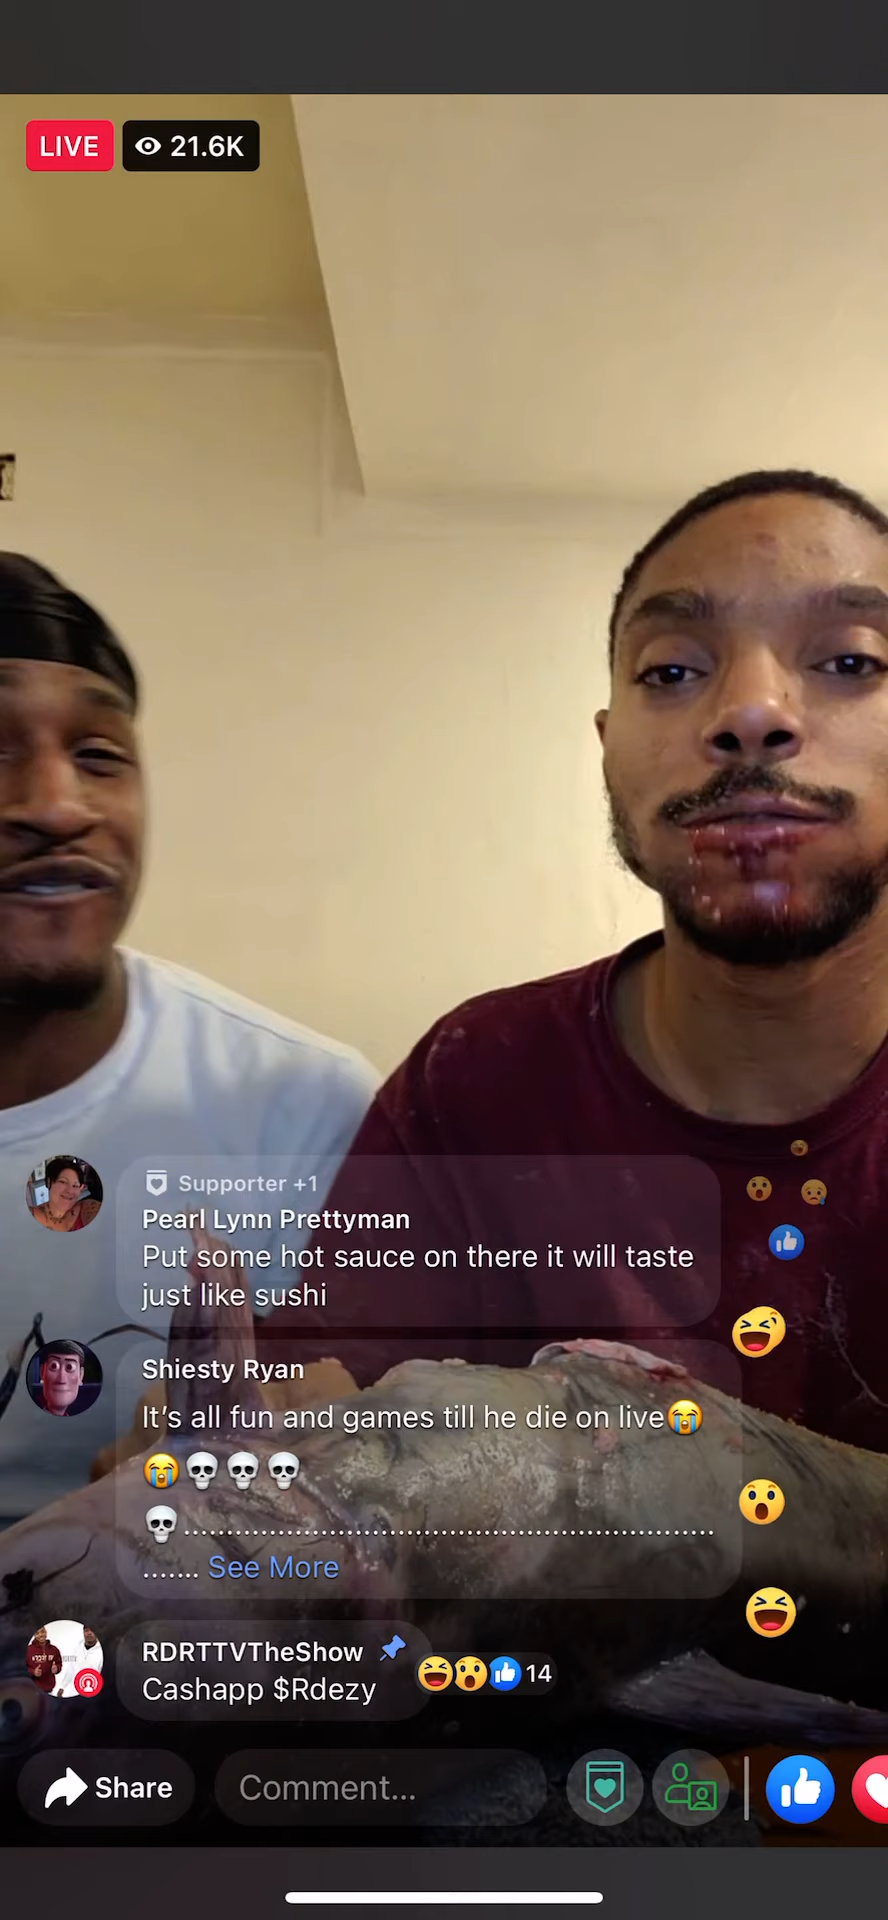 LIVE 21.6K
Supporter +1
Pearl Lynn Prettyman
Put some hot sauce on there it will taste
just like sushi
Shiesty Ryan
It’s all fun and games till he die on live😭
😭💀💀💀
💀..............................................................
....... See More
RDRTTVTheShow
Cashapp $Rdezy
14
Share
Comment...